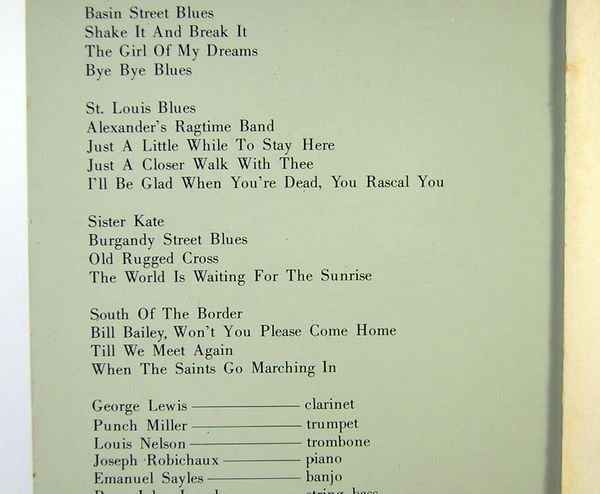 Basin Street Blues
Shake It And Break It
The Girl Of My Dreams
Bye Bye Blues
St. Louis Blues
Alexander's Ragtime Band
Just A Little While To Stay Here
Just A Closer Walk With Thee
I'll Be Glad When You're Dead, You Rascal You
Sister Kate
Burgandy Street Blues
Old Rugged Cross
The World Is Waiting For The Sunrise
South Of The Border
Bill Bailey, Won't You Please Come Home
Till We Meet Again
When The Saints Go Marching In
George Lewis — clarinet
Punch Miller — trumpet
Louis Nelson — trombone
Joseph Robichaux — piano
Emanuel Sayles — banjo
string bass